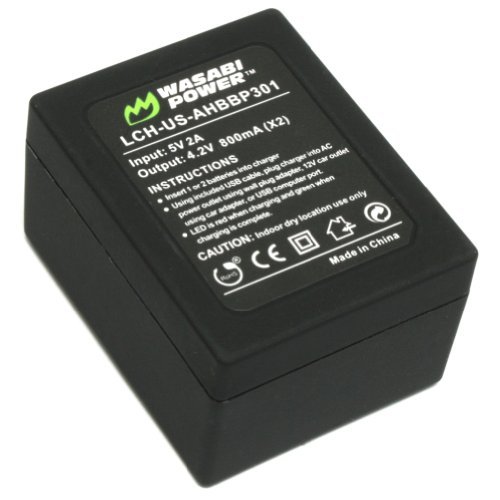 WASABI
POWER™
LCH-US-AHBBP301
Input: 5V 2A
Output: 4.2V 800mA (X2)
INSTRUCTIONS:
● Insert 1 or 2 batteries into charger
● Using included USB cable, plug charger into AC
power outlet using wall plug adapter, 12V car outlet
using car adapter, or USB computer port.
● LED is red when charging and green when
charging is complete.
CAUTION: Indoor dry location use only
RoHS CE
Made in China